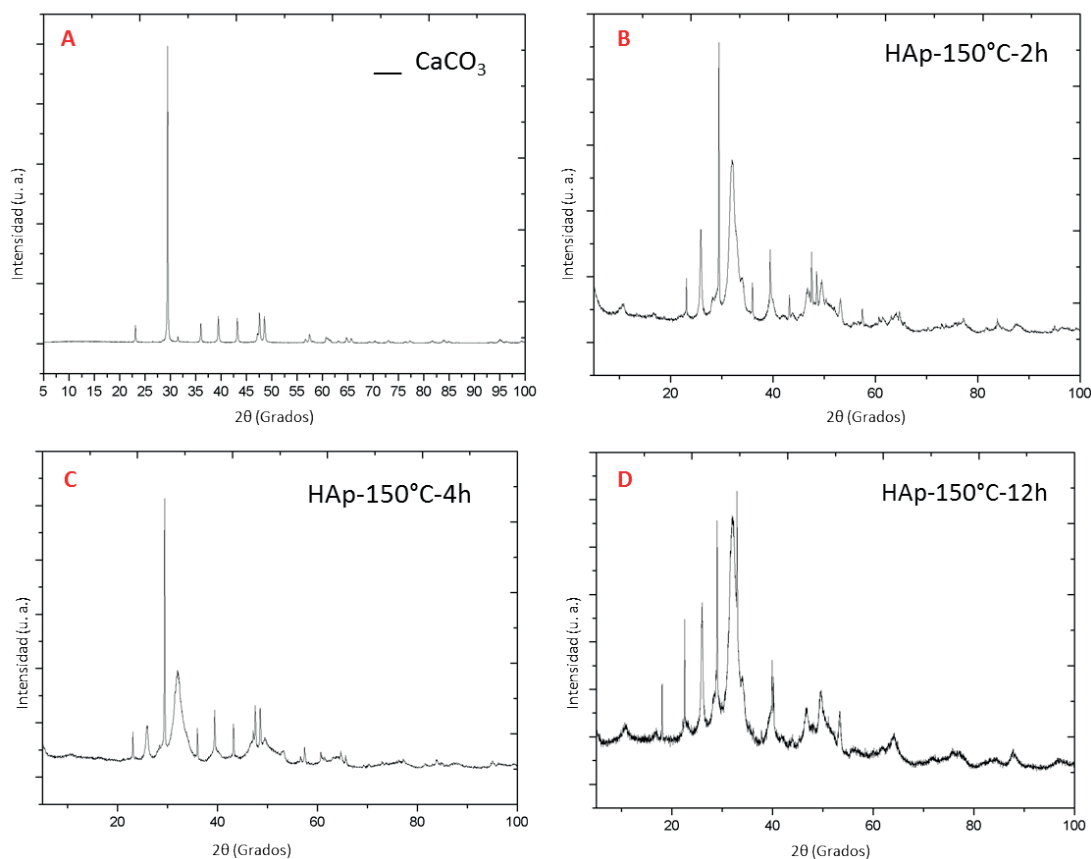 A
CaCO₃
Intensidad (u. a.)
5 10 15 20 25 30 35 40 45 50 55 60 65 70 75 80 85 90 95 100
2θ (Grados)
B
HAp-150°C-2h
Intensidad (u. a.)
20 40 60 80 100
2θ (Grados)
C
HAp-150°C-4h
Intensidad (u. a.)
20 40 60 80 100
2θ (Grados)
D
HAp-150°C-12h
Intensidad (u. a.)
20 40 60 80 100
2θ (Grados)